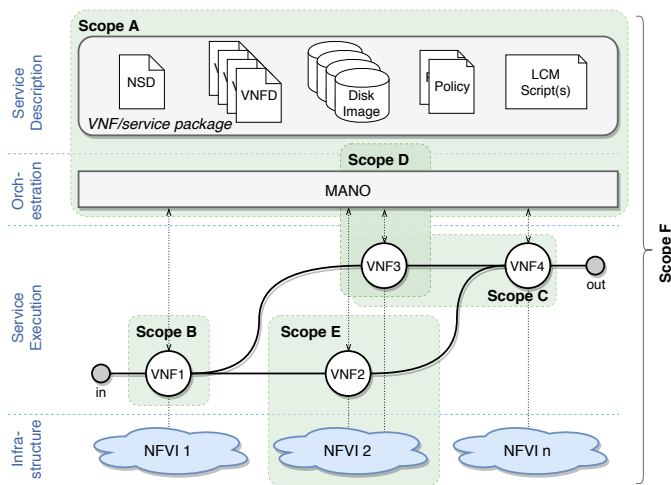 Scope A
Service
Description
NSD
V
V
VNFD
Disk
Image
P
Policy
LCM
Script(s)
VNF/service package
Orch-
estration
Scope D
MANO
Scope F
Service
Execution
VNF3
VNF4
Scope C
out
Scope B
Scope E
VNF1
VNF2
in
Infra-
structure
NFVI 1
NFVI 2
NFVI n